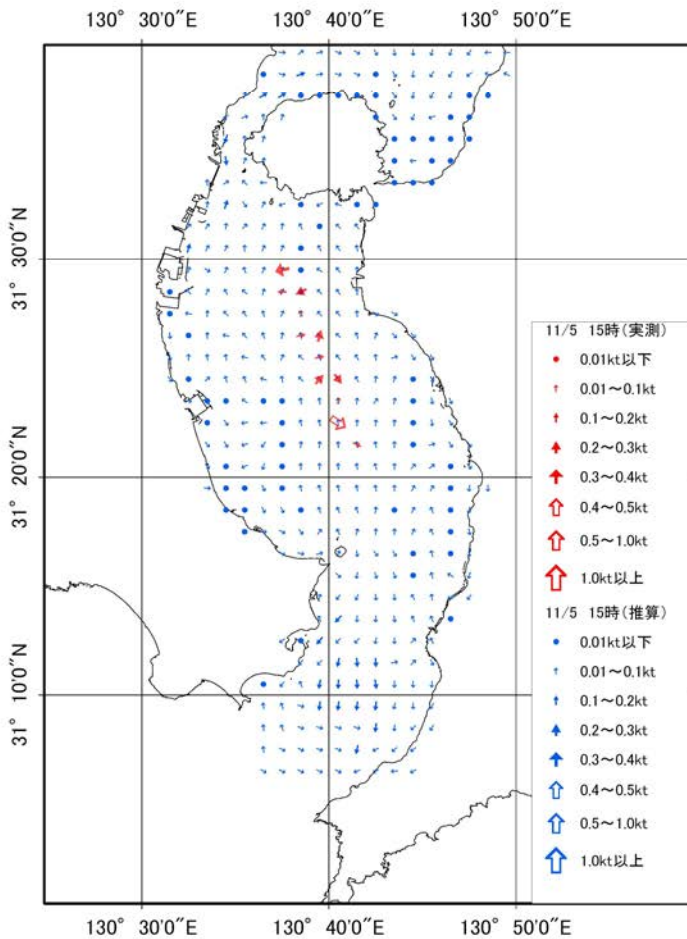 130° 30'0"E
130° 40'0"E
130° 50'0"E
31° 30'0"N
31° 20'0"N
31° 10'0"N
11/5 15時(実測)
0.01kt以下
0.01～0.1kt
0.1～0.2kt
0.2～0.3kt
0.3～0.4kt
0.4～0.5kt
0.5～1.0kt
1.0kt以上
11/5 15時(推算)
0.01kt以下
0.01～0.1kt
0.1～0.2kt
0.2～0.3kt
0.3～0.4kt
0.4～0.5kt
0.5～1.0kt
1.0kt以上
130° 30'0"E
130° 40'0"E
130° 50'0"E